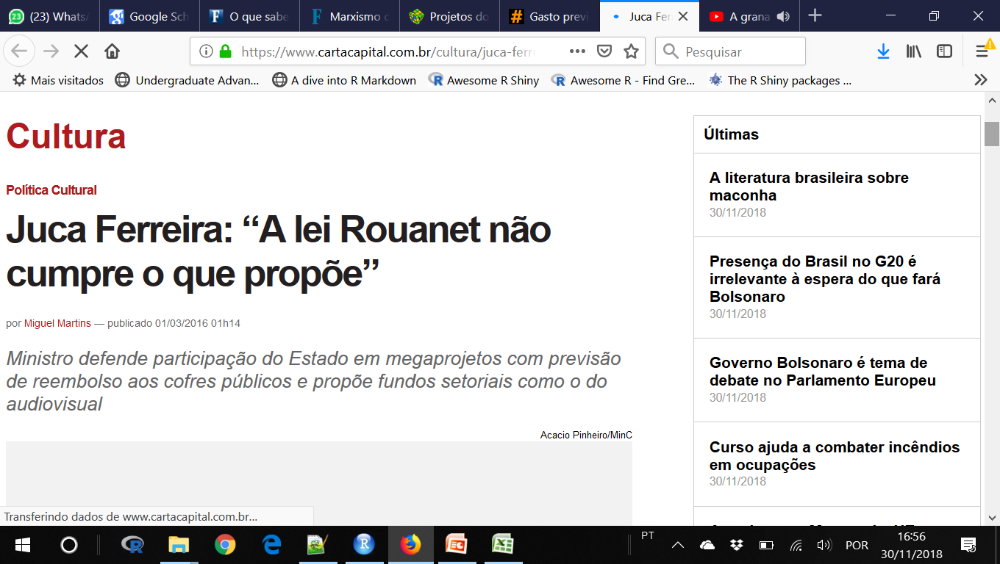 (23) Whats
Google Sch
O que sabe
Marxismo
Projetos do
Gasto previ
Juca Fer
A grana
https://www.cartacapital.com.br/cultura/juca-ferr
Pesquisar
Mais visitados
Undergraduate Advan...
A dive into R Markdown
Awesome R Shiny
Awesome R - Find Gre...
The R Shiny packages ...
Cultura
Política Cultural
Juca Ferreira: “A lei Rouanet não
cumpre o que propõe”
por Miguel Martins — publicado 01/03/2016 01h14
Ministro defende participação do Estado em megaprojetos com previsão
de reembolso aos cofres públicos e propõe fundos setoriais como o do
audiovisual
Acacio Pinheiro/MinC
Últimas
A literatura brasileira sobre
maconha
30/11/2018
Presença do Brasil no G20 é
irrelevante à espera do que fará
Bolsonaro
30/11/2018
Governo Bolsonaro é tema de
debate no Parlamento Europeu
30/11/2018
Curso ajuda a combater incêndios
em ocupações
30/11/2018
Transferindo dados de www.cartacapital.com.br...
PT
POR
16:56
30/11/2018